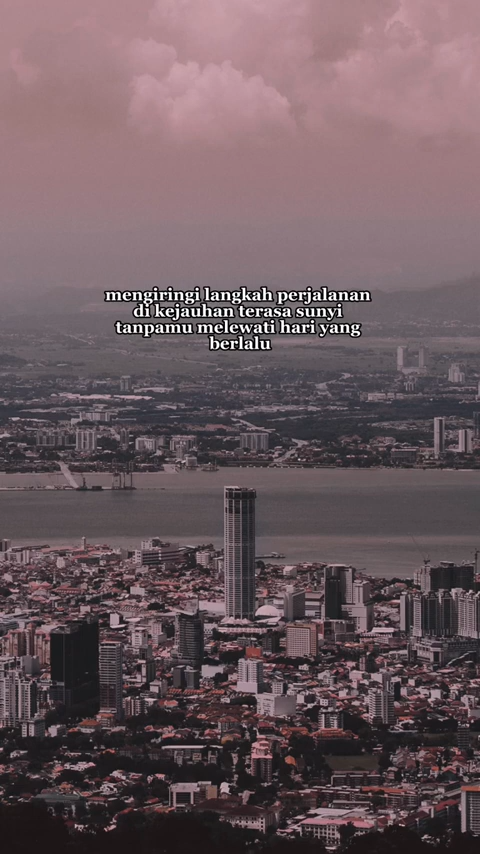 mengiringi langkah perjalanan
di kejauhan terasa sunyi
tanpamu melewati hari yang
berlalu